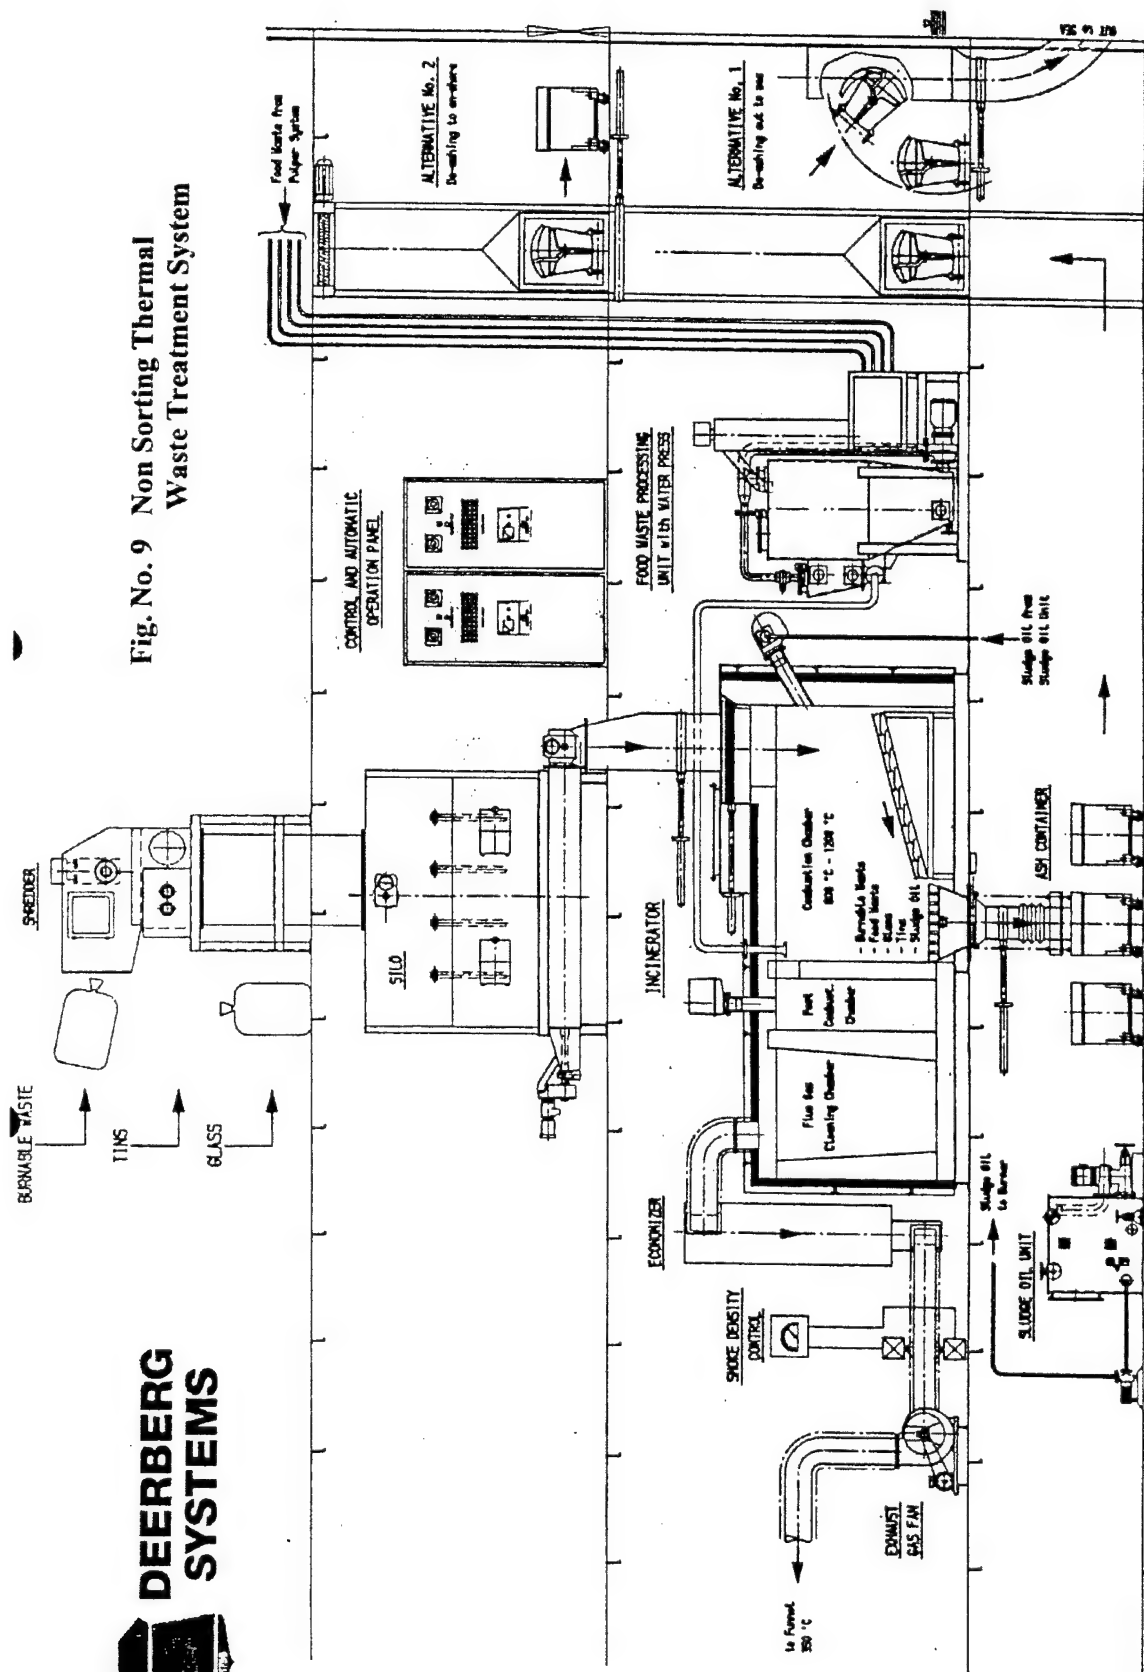 DEERBERG
SYSTEMS
Fig. No. 9 Non Sorting Thermal
Waste Treatment System
BURNABLE WASTE
TINS
GLASS
SHREDDER
SILO
CONTROL AND AUTOMATIC
OPERATION PANEL
Food Waste from
Pulper System
ALTERNATIVE No. 2
De-ashing to on-shore
ALTERNATIVE No. 1
De-ashing out to sea
OUT to SEA
FOOD WASTE PROCESSING
UNIT with WATER PRESS
INCINERATOR
Combustion Chamber
800 °C - 1200 °C
- Burnable Waste
- Food Waste
- Glass
- Tins
- Sludge Oil
Post
Combust.
Chamber
Flue Gas
Cleaning Chamber
ECONOMIZER
SMOKE DENSITY
CONTROL
EXHAUST
GAS FAN
to Funnel
350 °C
Sludge Oil
to Burner
SLUDGE OIL UNIT
Sludge Oil from
Sludge Oil Unit
ASH CONTAINER